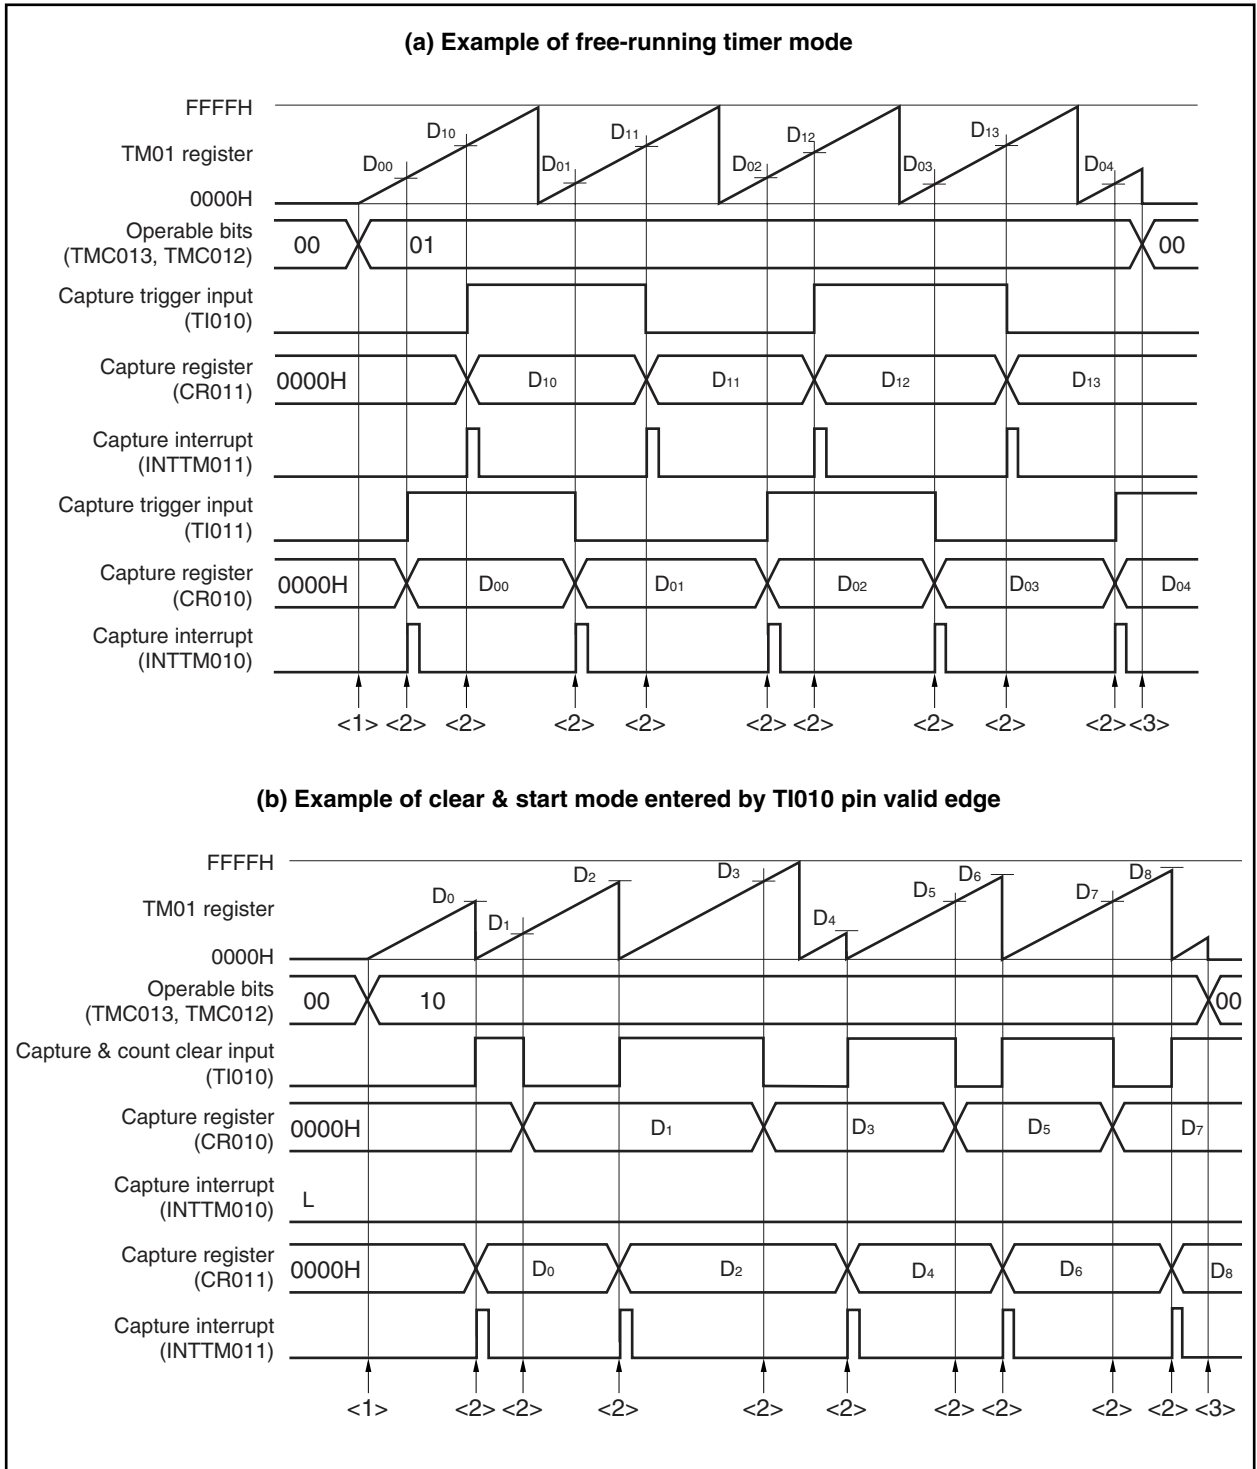 (a) Example of free-running timer mode
FFFFH
TM01 register
0000H
D00
D10
D01
D11
D02
D12
D03
D13
D04
Operable bits
(TMC013, TMC012)
00
01
00
Capture trigger input
(TI010)
Capture register
(CR011)
0000H
D10
D11
D12
D13
Capture interrupt
(INTTM011)
Capture trigger input
(TI011)
Capture register
(CR010)
0000H
D00
D01
D02
D03
D04
Capture interrupt
(INTTM010)
<1> <2> <2> <2> <2> <2> <2> <2> <2> <2> <3>
(b) Example of clear & start mode entered by TI010 pin valid edge
FFFFH
TM01 register
0000H
D0
D1
D2
D3
D4
D5
D6
D7
D8
Operable bits
(TMC013, TMC012)
00
10
00
Capture & count clear input
(TI010)
Capture register
(CR010)
0000H
D1
D3
D5
D7
Capture interrupt
(INTTM010)
L
Capture register
(CR011)
0000H
D0
D2
D4
D6
D8
Capture interrupt
(INTTM011)
<1> <2> <2> <2> <2> <2> <2> <2> <2> <2> <3>